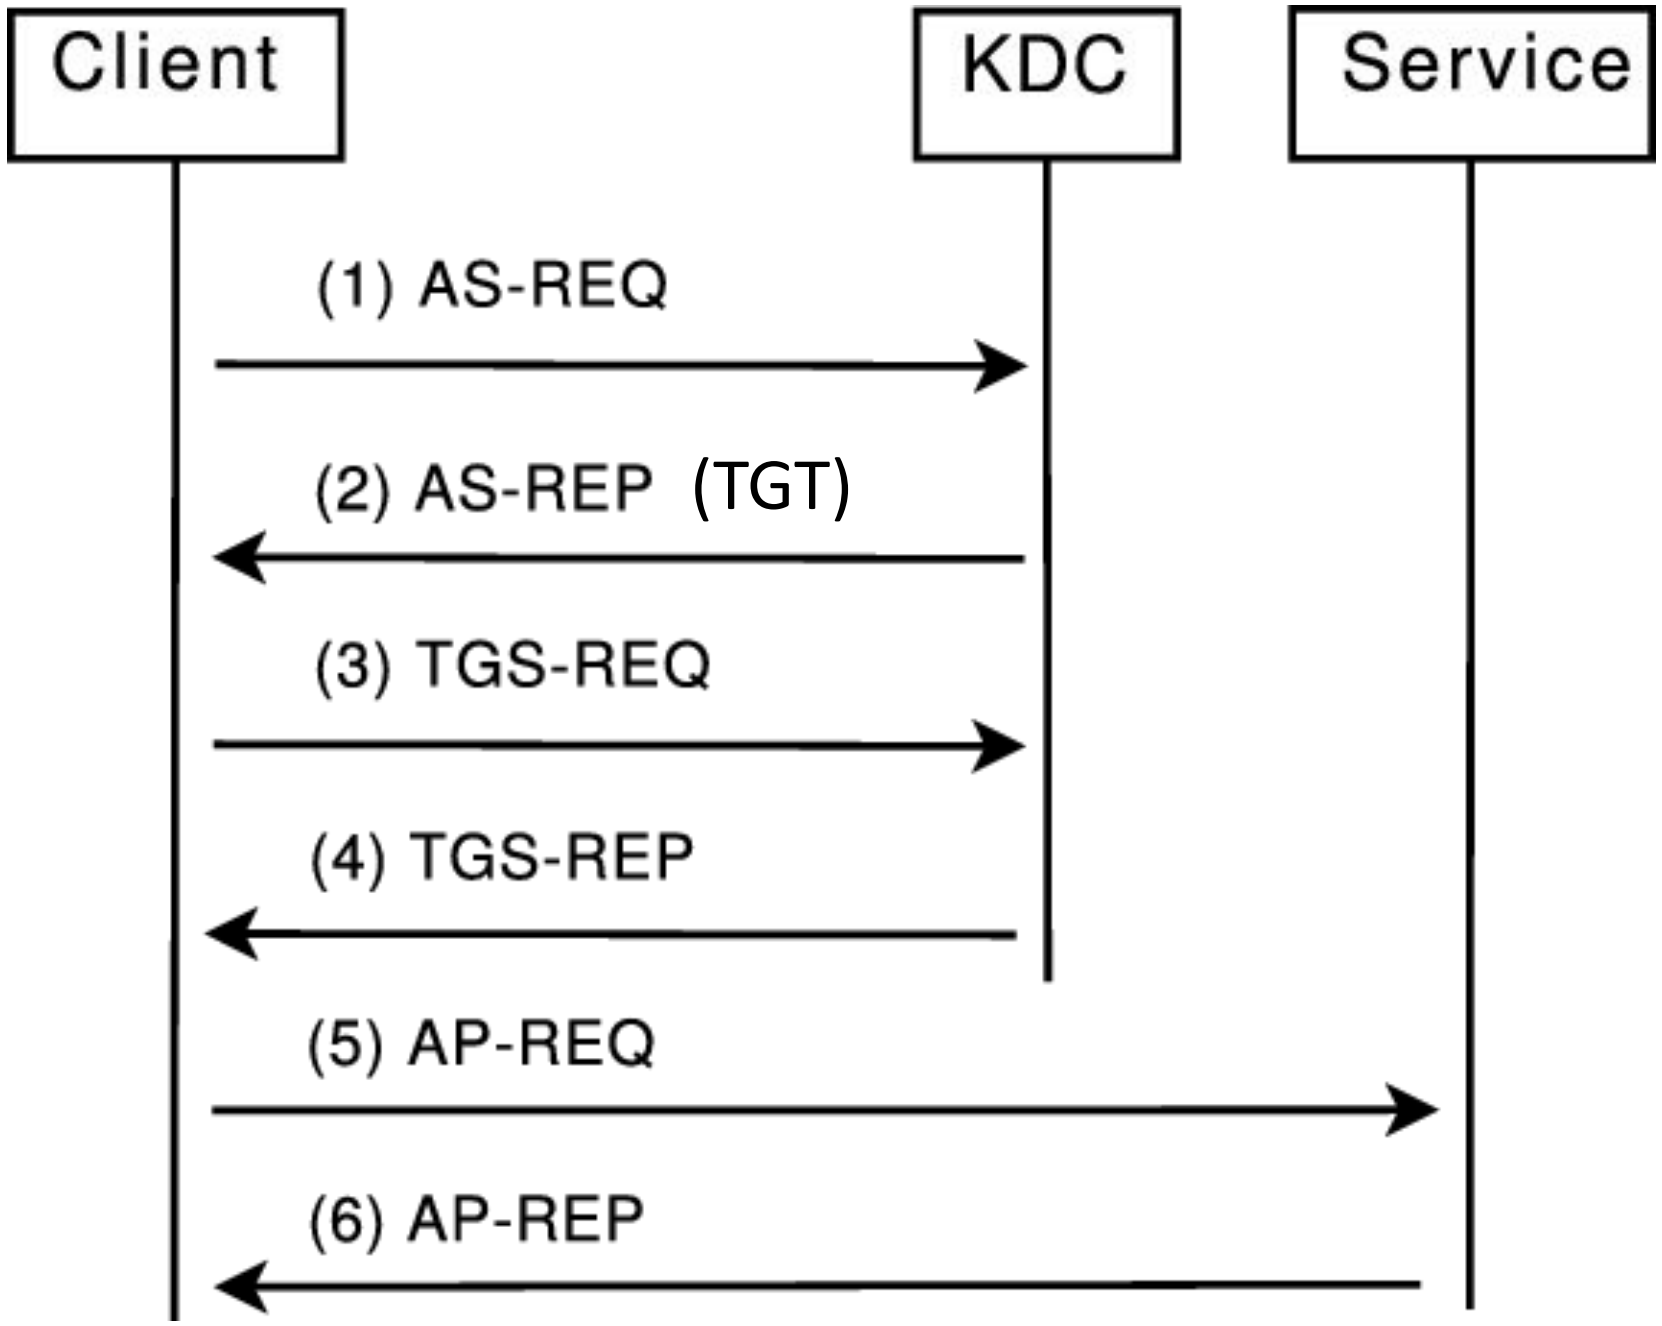 Client
KDC
Service
(1) AS-REQ
(2) AS-REP (TGT)
(3) TGS-REQ
(4) TGS-REP
(5) AP-REQ
(6) AP-REP